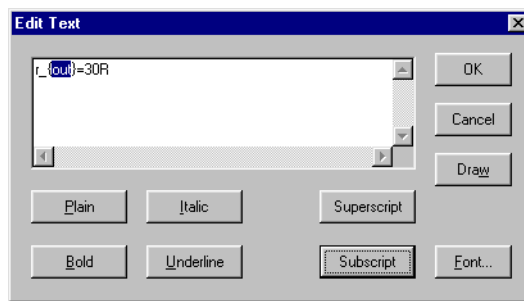 Edit Text
r_{out}=30R
OK
Cancel
Draw
Plain
Italic
Superscript
Bold
Underline
Subscript
Font...